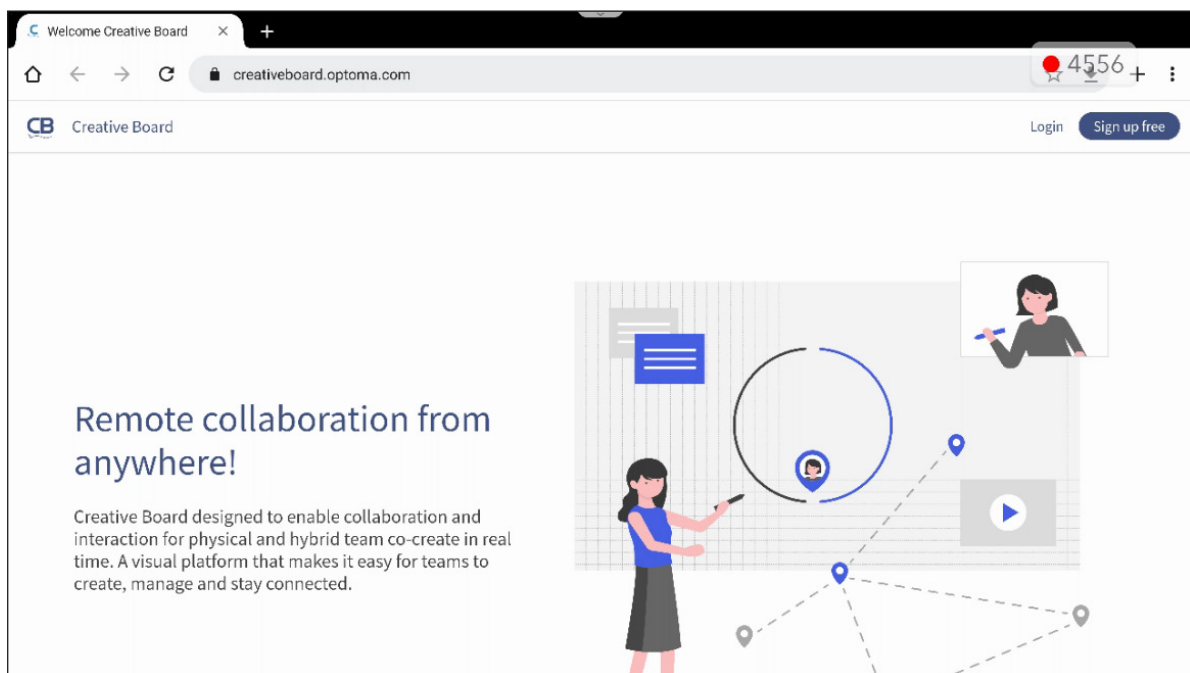 Welcome Creative Board
creativeboard.optoma.com
4556
CB Creative Board
Login Sign up free
Remote collaboration from
anywhere!
Creative Board designed to enable collaboration and
interaction for physical and hybrid team co-create in real
time. A visual platform that makes it easy for teams to
create, manage and stay connected.